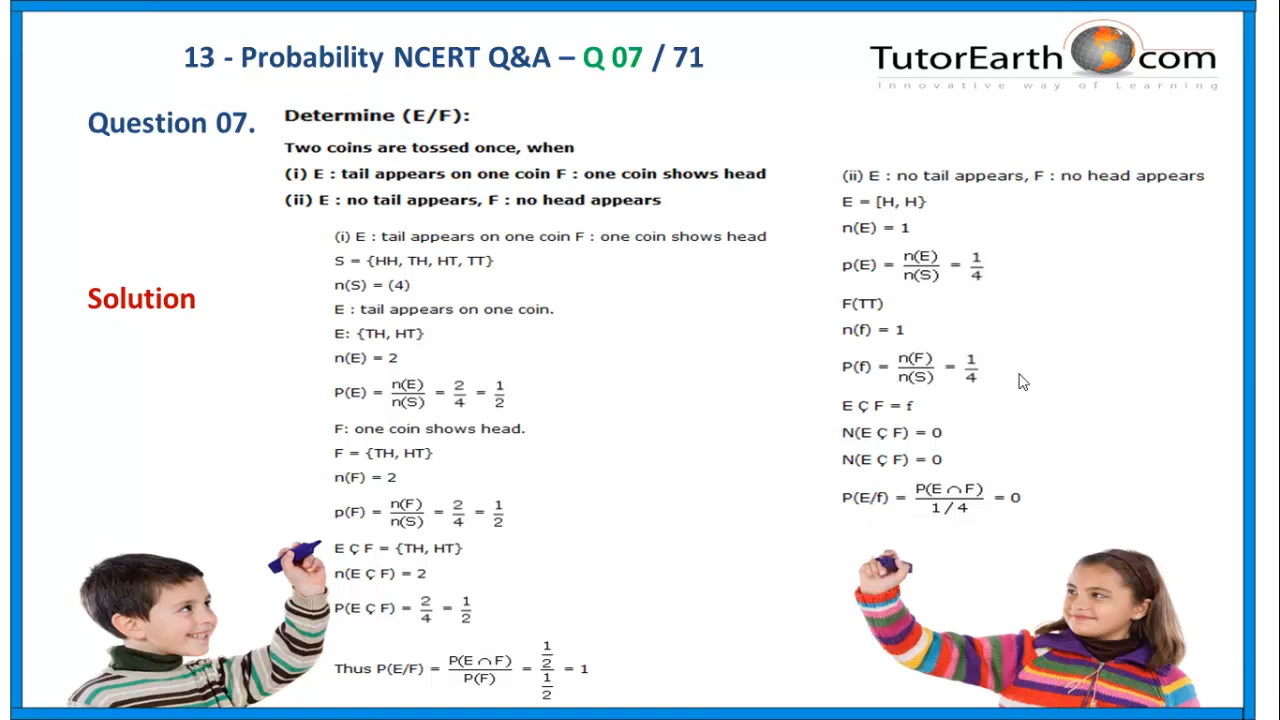 13 - Probability NCERT Q&A – Q 07 / 71
TutorEarth com
Innovative way of Learning
Question 07.
Determine (E/F):
Two coins are tossed once, when
(i) E : tail appears on one coin F : one coin shows head
(ii) E : no tail appears, F : no head appears
Solution
(i) E : tail appears on one coin F : one coin shows head
S = {HH, TH, HT, TT}
n(S) = (4)
E : tail appears on one coin.
E: {TH, HT}
n(E) = 2
P(E) = n(E)/n(S) = 2/4 = 1/2
F: one coin shows head.
F = {TH, HT}
n(F) = 2
p(F) = n(F)/n(S) = 2/4 = 1/2
E Ç F = {TH, HT}
n(E Ç F) = 2
P(E Ç F) = 2/4 = 1/2
Thus P(E/F) = P(E ∩ F)/P(F) = 1/2 / 1/2 = 1
(ii) E : no tail appears, F : no head appears
E = [H, H}
n(E) = 1
p(E) = n(E)/n(S) = 1/4
F(TT)
n(f) = 1
P(f) = n(F)/n(S) = 1/4
E Ç F = f
N(E Ç F) = 0
N(E Ç F) = 0
P(E/f) = P(E ∩ F)/1 / 4 = 0